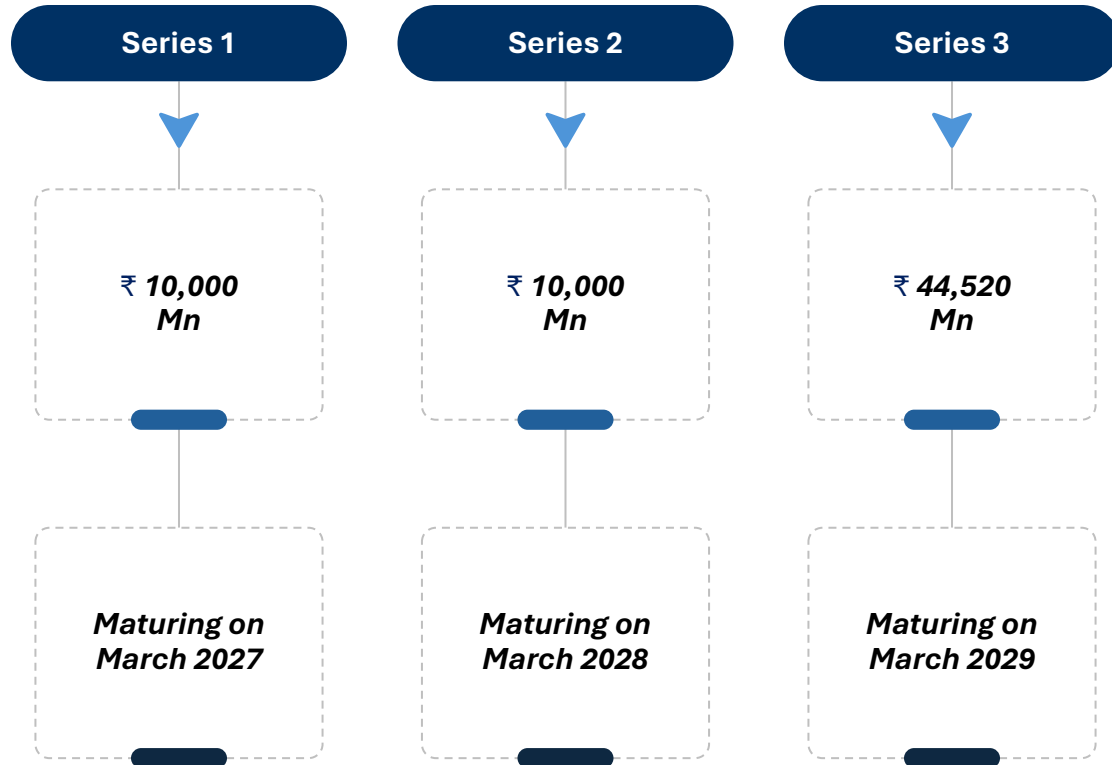 Series 1
Series 2
Series 3
₹ 10,000
Mn
₹ 10,000
Mn
₹ 44,520
Mn
Maturing on
March 2027
Maturing on
March 2028
Maturing on
March 2029